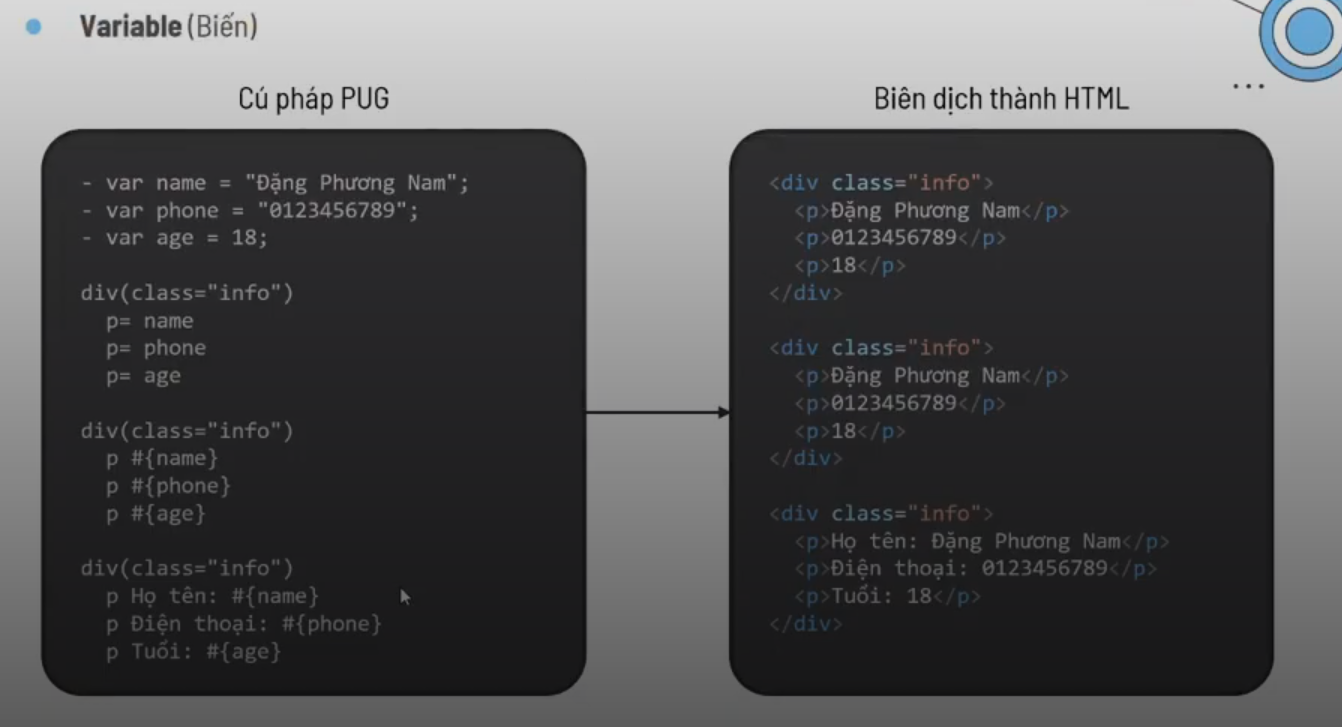 Variable (Biến)
Cú pháp PUG
Biên dịch thành HTML
...
- var name = "Đặng Phương Nam";
- var phone = "0123456789";
- var age = 18;
div(class="info")
p= name
p= phone
p= age
div(class="info")
p #{name}
p #{phone}
p #{age}
div(class="info")
p Họ tên: #{name}
p Điện thoại: #{phone}
p Tuổi: #{age}
<div class="info">
<p>Đặng Phương Nam</p>
<p>0123456789</p>
<p>18</p>
</div>
<div class="info">
<p>Đặng Phương Nam</p>
<p>0123456789</p>
<p>18</p>
</div>
<div class="info">
<p>Họ tên: Đặng Phương Nam</p>
<p>Điện thoại: 0123456789</p>
<p>Tuổi: 18</p>
</div>